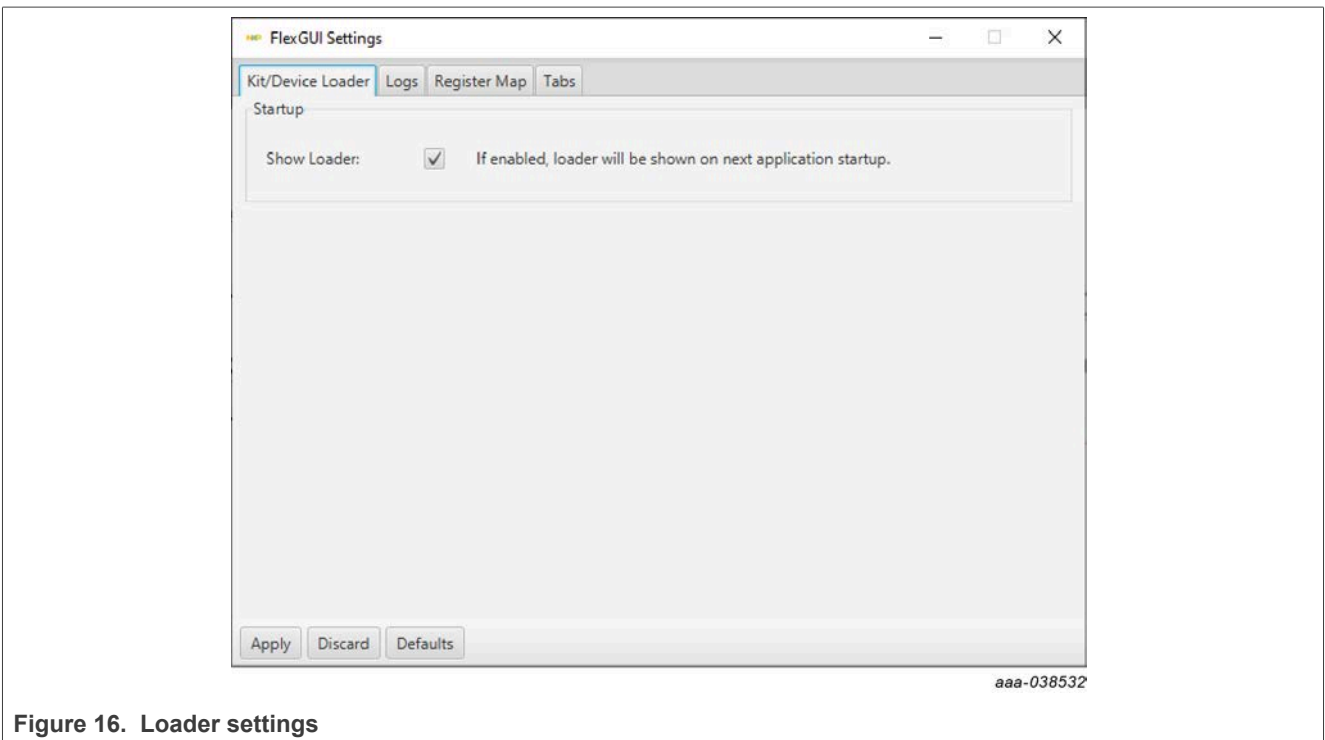 FlexGUI Settings
Kit/Device Loader Logs Register Map Tabs
Startup
Show Loader: If enabled, loader will be shown on next application startup.
Apply Discard Defaults
aaa-038532
Figure 16. Loader settings